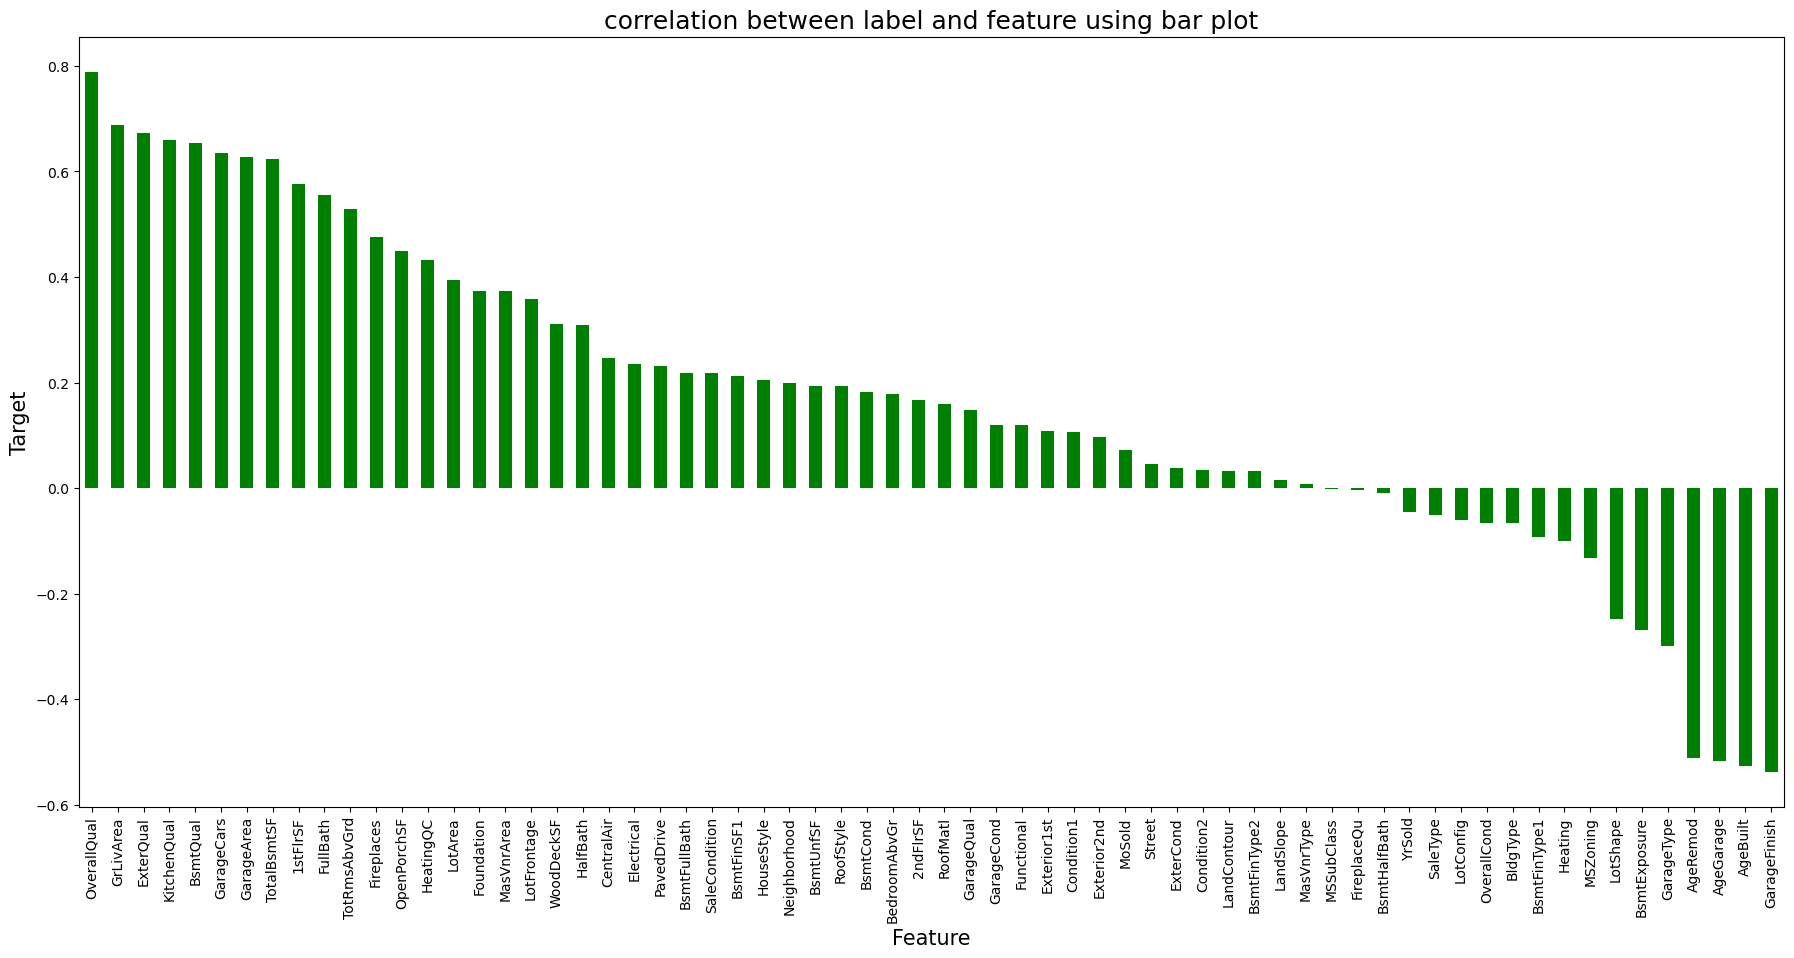 correlation between label and feature using bar plot
Target
0.8
0.6
0.4
0.2
0.0
−0.2
−0.4
−0.6
OverallQual
GrLivArea
ExterQual
KitchenQual
BsmtQual
GarageCars
GarageArea
TotalBsmtSF
1stFlrSF
FullBath
TotRmsAbvGrd
Fireplaces
OpenPorchSF
HeatingQC
LotArea
Foundation
MasVnrArea
LotFrontage
WoodDeckSF
HalfBath
CentralAir
Electrical
PavedDrive
BsmtFullBath
SaleCondition
BsmtFinSF1
HouseStyle
Neighborhood
BsmtUnfSF
RoofStyle
BsmtCond
BedroomAbvGr
2ndFlrSF
RoofMatl
GarageQual
GarageCond
Functional
Exterior1st
Condition1
Exterior2nd
MoSold
Street
ExterCond
Condition2
LandContour
BsmtFinType2
LandSlope
MasVnrType
MSSubClass
FireplaceQu
BsmtHalfBath
YrSold
SaleType
LotConfig
OverallCond
BldgType
BsmtFinType1
Heating
MSZoning
LotShape
BsmtExposure
GarageType
AgeRemod
AgeGarage
AgeBuilt
GarageFinish
Feature